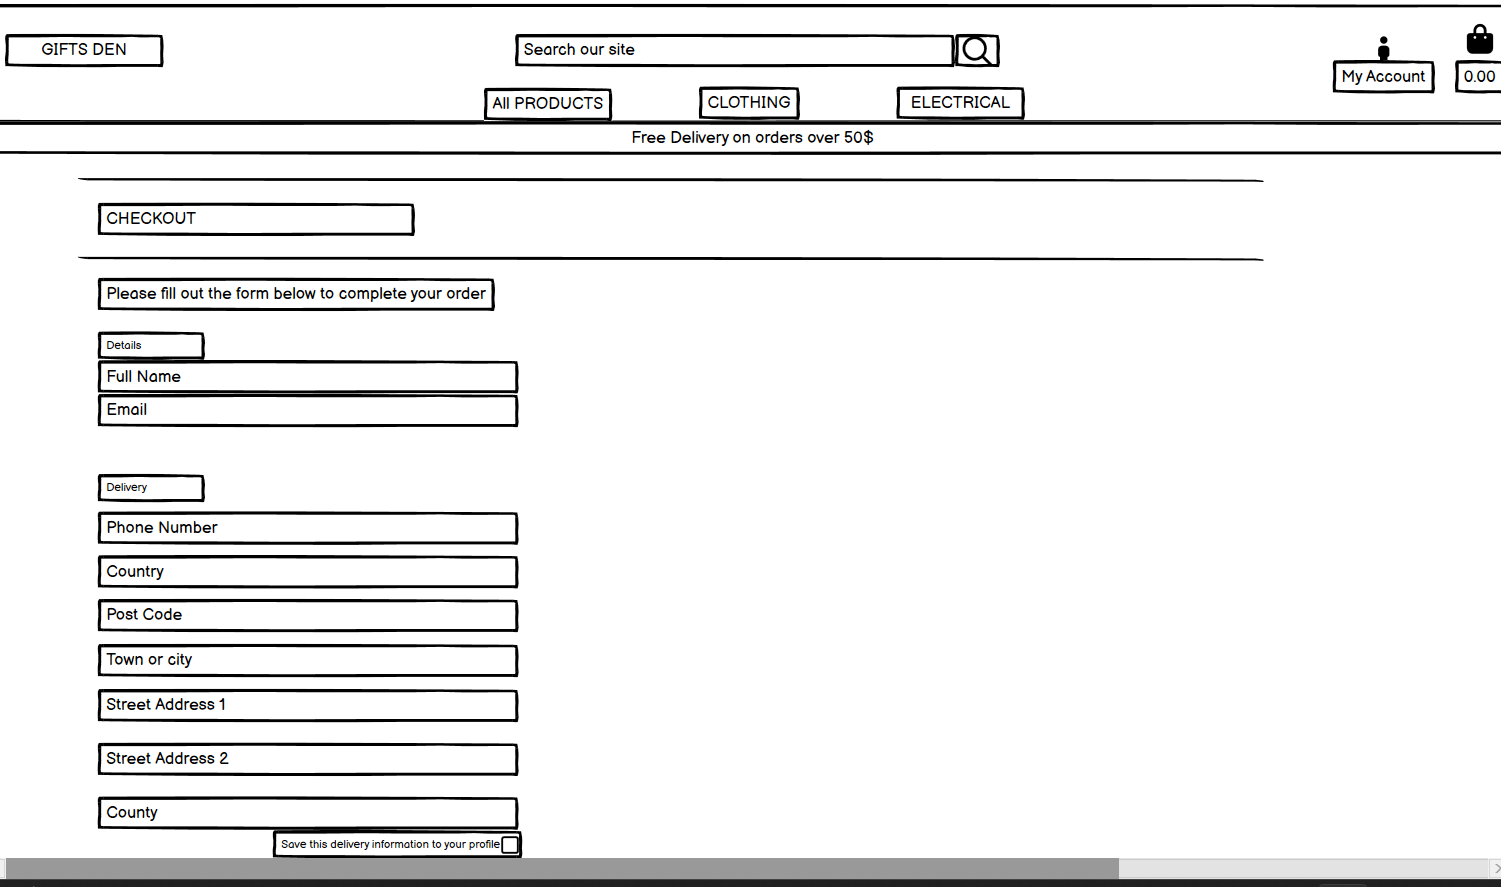 GIFTS DEN
Search our site
My Account
0.00
All PRODUCTS
CLOTHING
ELECTRICAL
Free Delivery on orders over 50$
CHECKOUT
Please fill out the form below to complete your order
Details
Full Name
Email
Delivery
Phone Number
Country
Post Code
Town or city
Street Address 1
Street Address 2
County
Save this delivery information to your profile